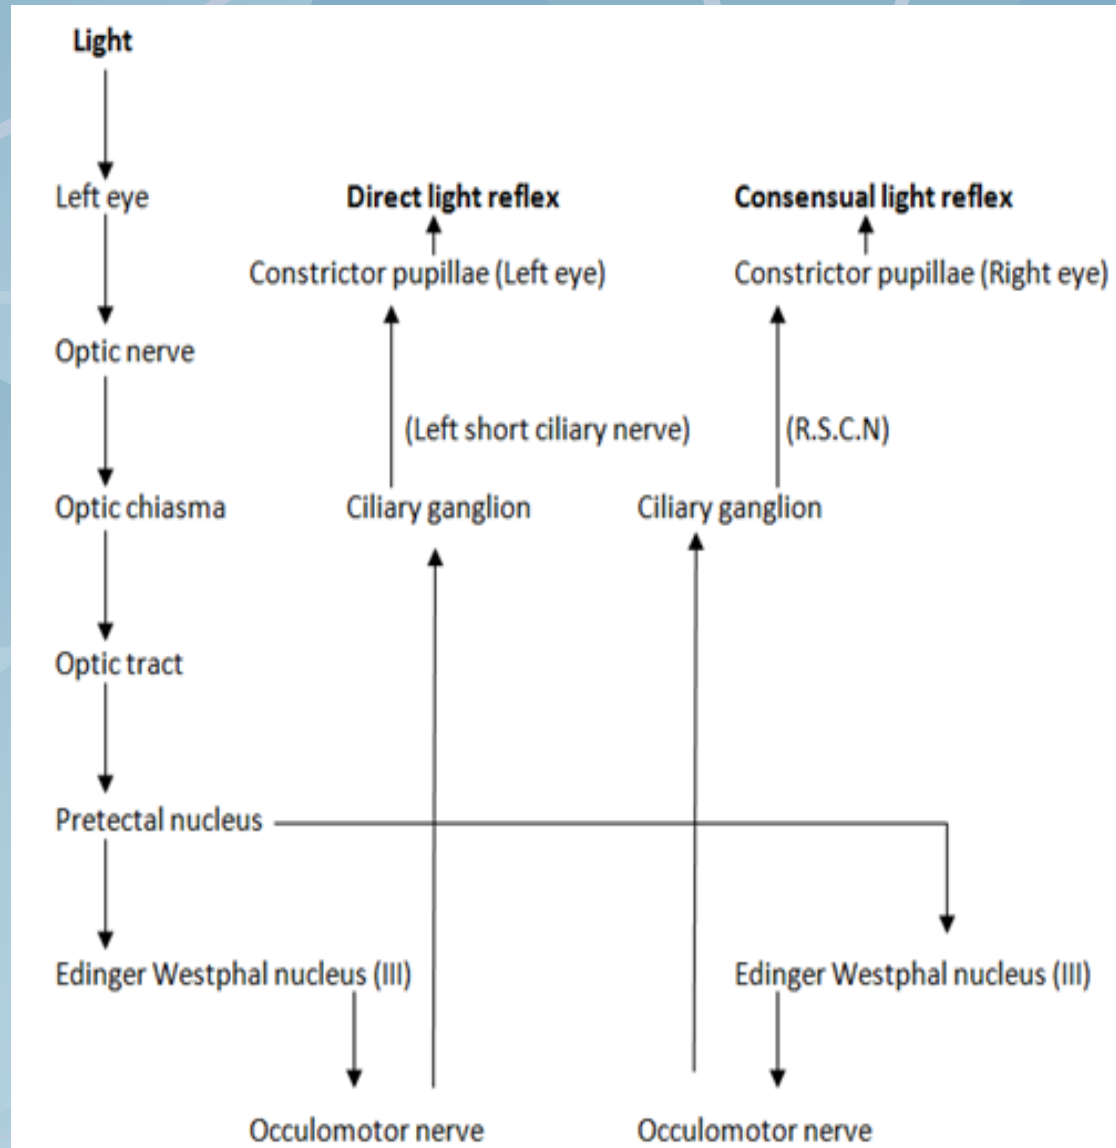 Light
Left eye
Direct light reflex
Consensual light reflex
Constrictor pupillae (Left eye)
Constrictor pupillae (Right eye)
Optic nerve
(Left short ciliary nerve)
(R.S.C.N)
Optic chiasma
Ciliary ganglion
Ciliary ganglion
Optic tract
Pretectal nucleus
Edinger Westphal nucleus (III)
Edinger Westphal nucleus (III)
Occulomotor nerve
Occulomotor nerve